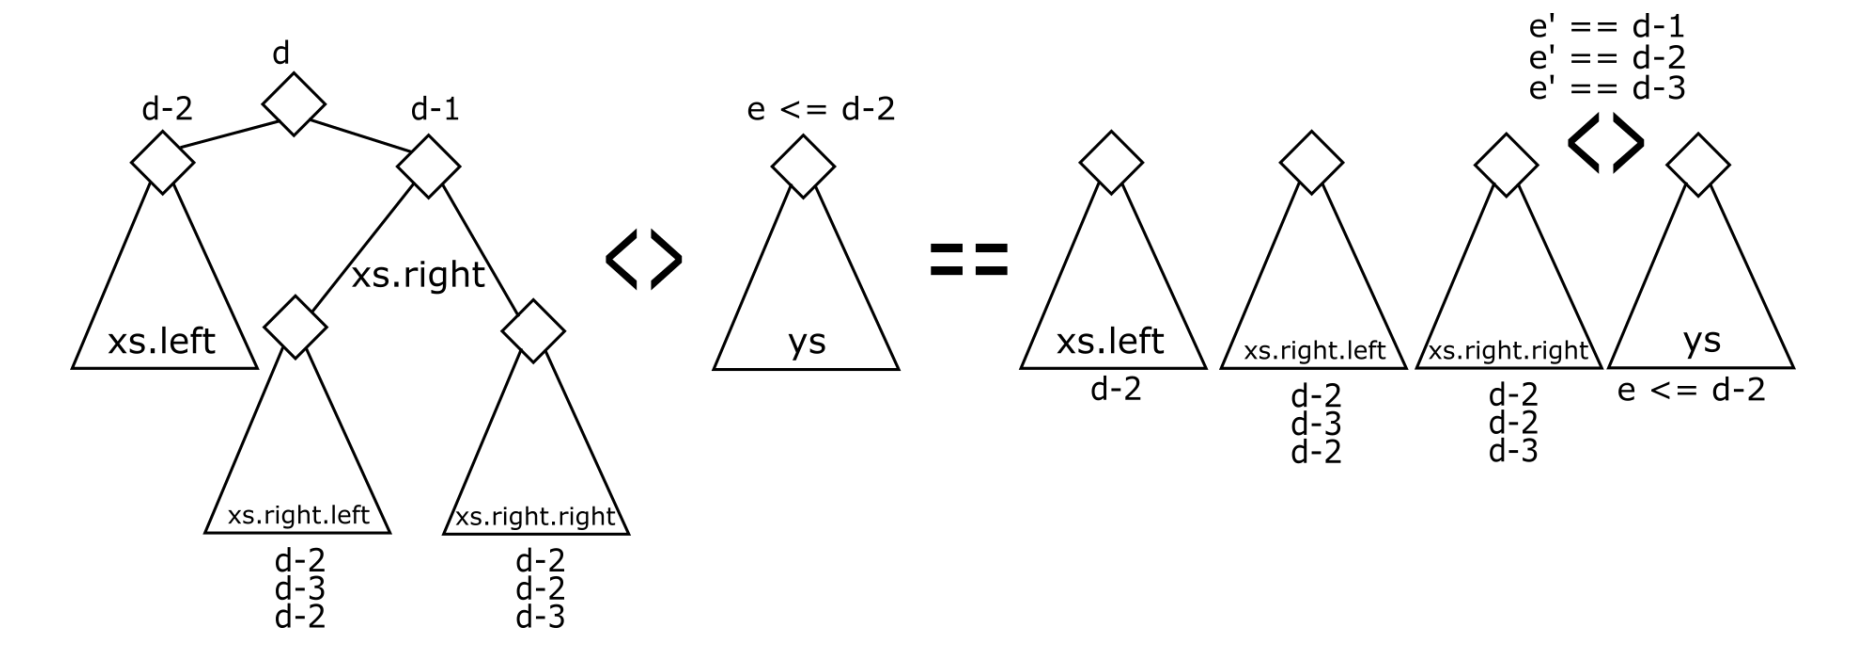 d
d-2
d-1
xs.left
xs.right
xs.right.left
d-2
d-3
d-2
xs.right.right
d-2
d-2
d-3
<>
e <= d-2
ys
==
xs.left
d-2
xs.right.left
d-2
d-3
d-2
xs.right.right
d-2
d-2
d-3
e' == d-1
e' == d-2
e' == d-3
<>
ys
e <= d-2